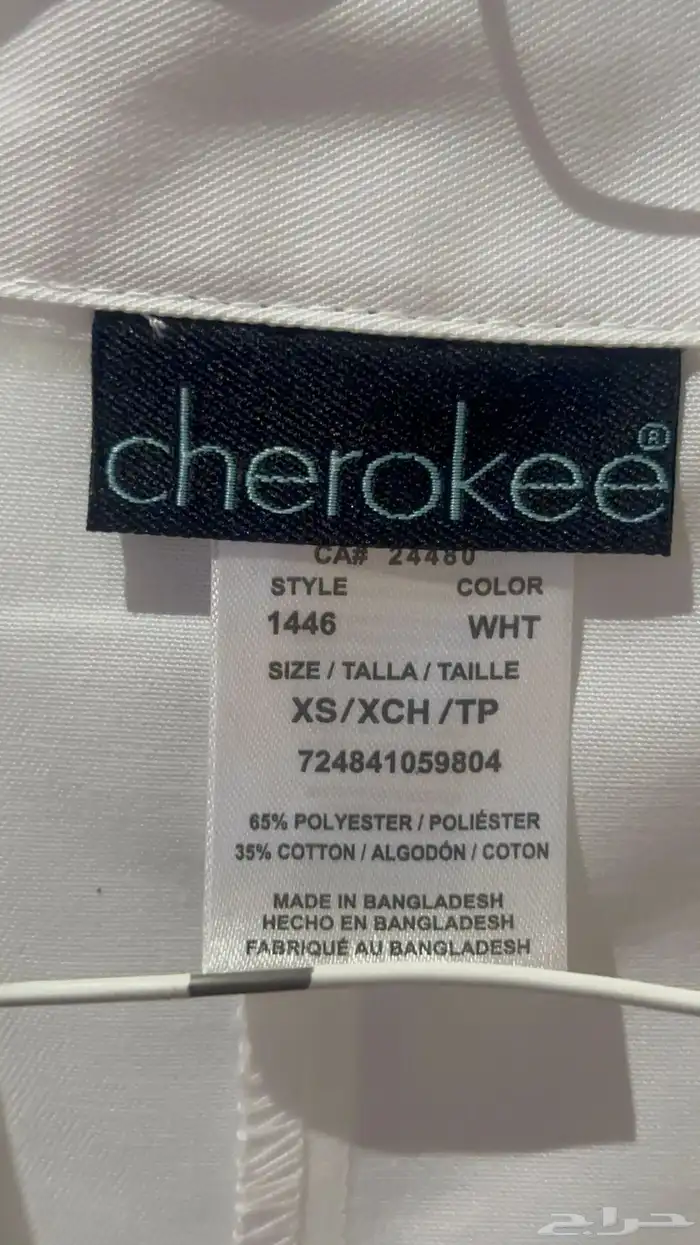 cherokee®
CA# 24480
STYLE COLOR
1446 WHT
SIZE / TALLA / TAILLE
XS/XCH/TP
724841059804
65% POLYESTER / POLIÉSTER
35% COTTON / ALGODÓN / COTON
MADE IN BANGLADESH
HECHO EN BANGLADESH
FABRIQUÉ AU BANGLADESH
حراج